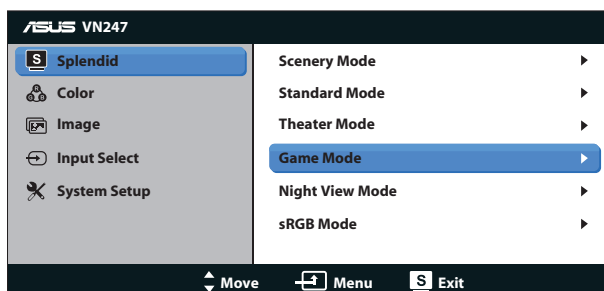 ASUS VN247
S Splendid
Color
Image
Input Select
System Setup
Scenery Mode
Standard Mode
Theater Mode
Game Mode
Night View Mode
sRGB Mode
Move Menu S Exit